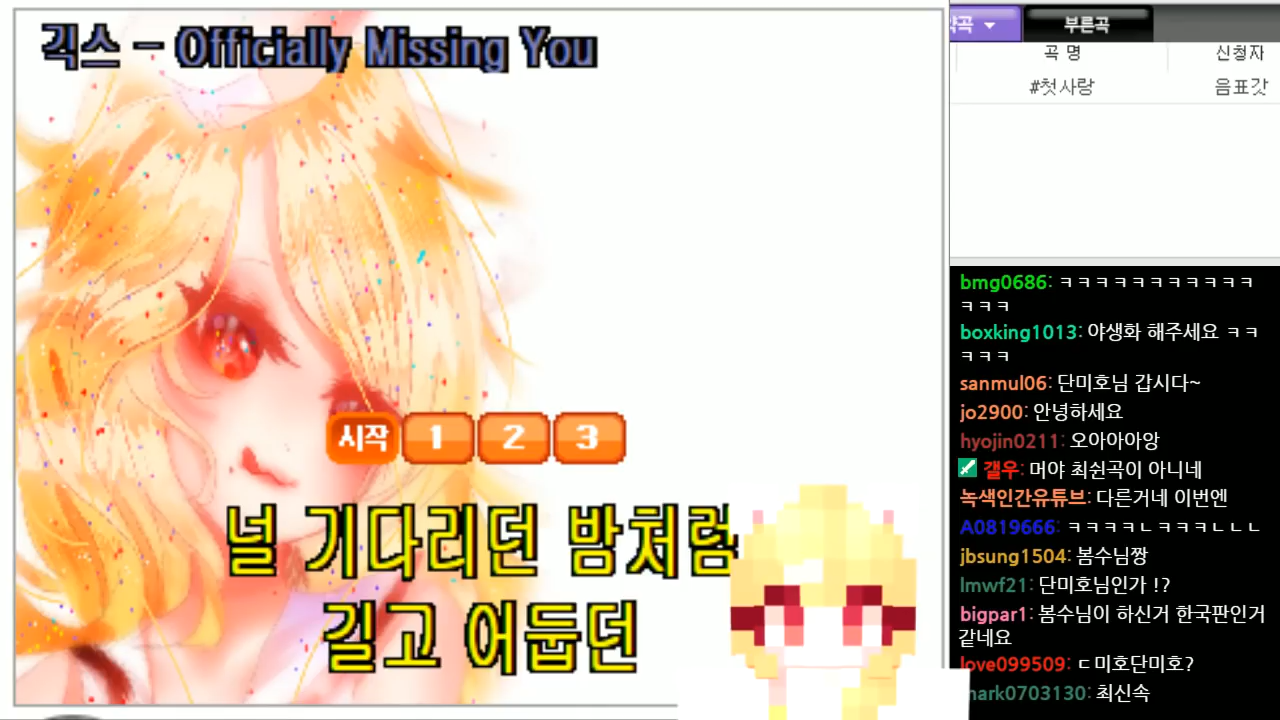 긱스 - Officially Missing You
시작 1 2 3
널 기다리던 밤처럼
길고 어둡던
약곡 부른곡
곡 명 신청자
#첫사랑 음표갓
bmg0686: ㅋㅋㅋㅋㅋㅋㅋㅋㅋㅋㅋ
ㅋㅋㅋ
boxking1013: 야생화 해주세요 ㅋㅋ
ㅋㅋㅋ
sanmul06: 단미호님 갑시다~
jo2900: 안녕하세요
hyojin0211: 오아아아앙
갤우: 머야 최쉰곡이 아니네
녹색인간유튜브: 다른거네 이번엔
A0819666: ㅋㅋㅋㅋㄴㅋㅋㅋㄴㄴㄴ
jbsung1504: 봄수님짱
lmwf21: 단미호님인가 !?
bigpar1: 봄수님이 하신거 한국판인거
같네요
love099509: ㄷ미호단미호?
mark0703130: 최신속